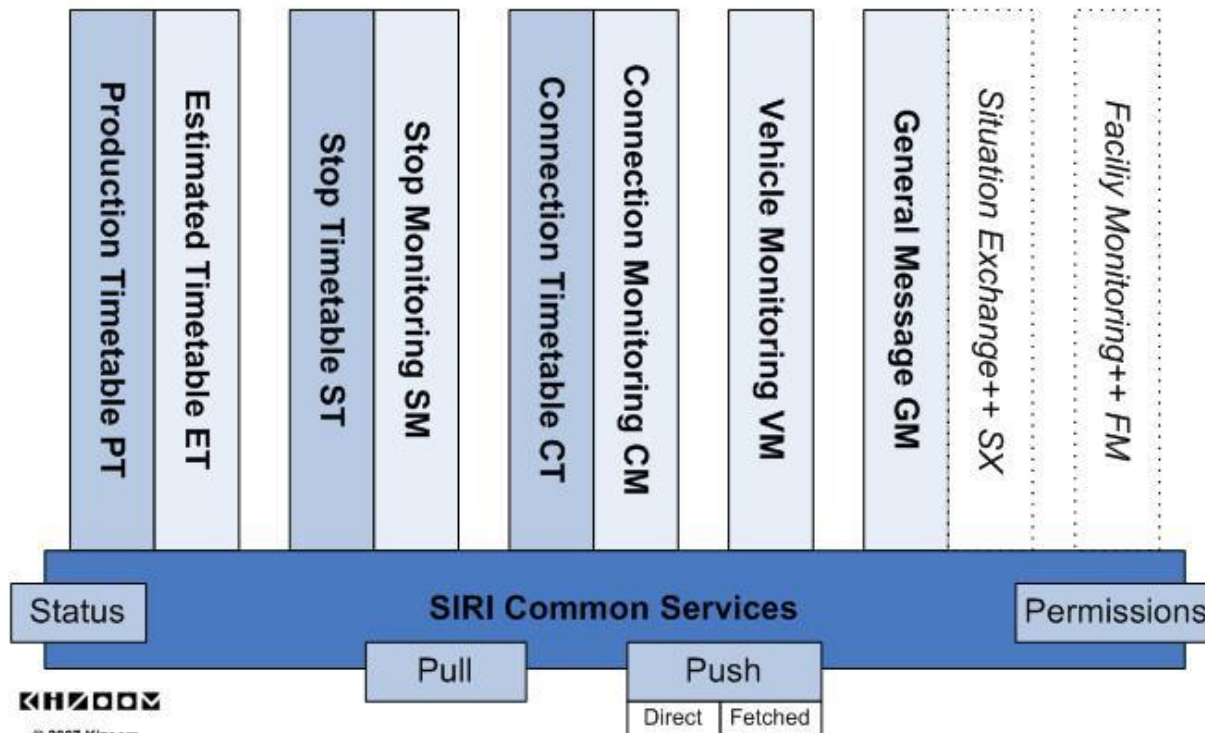 Production Timetable PT
Estimated Timetable ET
Stop Timetable ST
Stop Monitoring SM
Connection Timetable CT
Connection Monitoring CM
Vehicle Monitoring VM
General Message GM
Situation Exchange++ SX
Faciliy Monitoring++ FM
Status
SIRI Common Services
Permissions
Pull
Push
Direct
Fetched
KIZOOM
© 2007 Kizoom